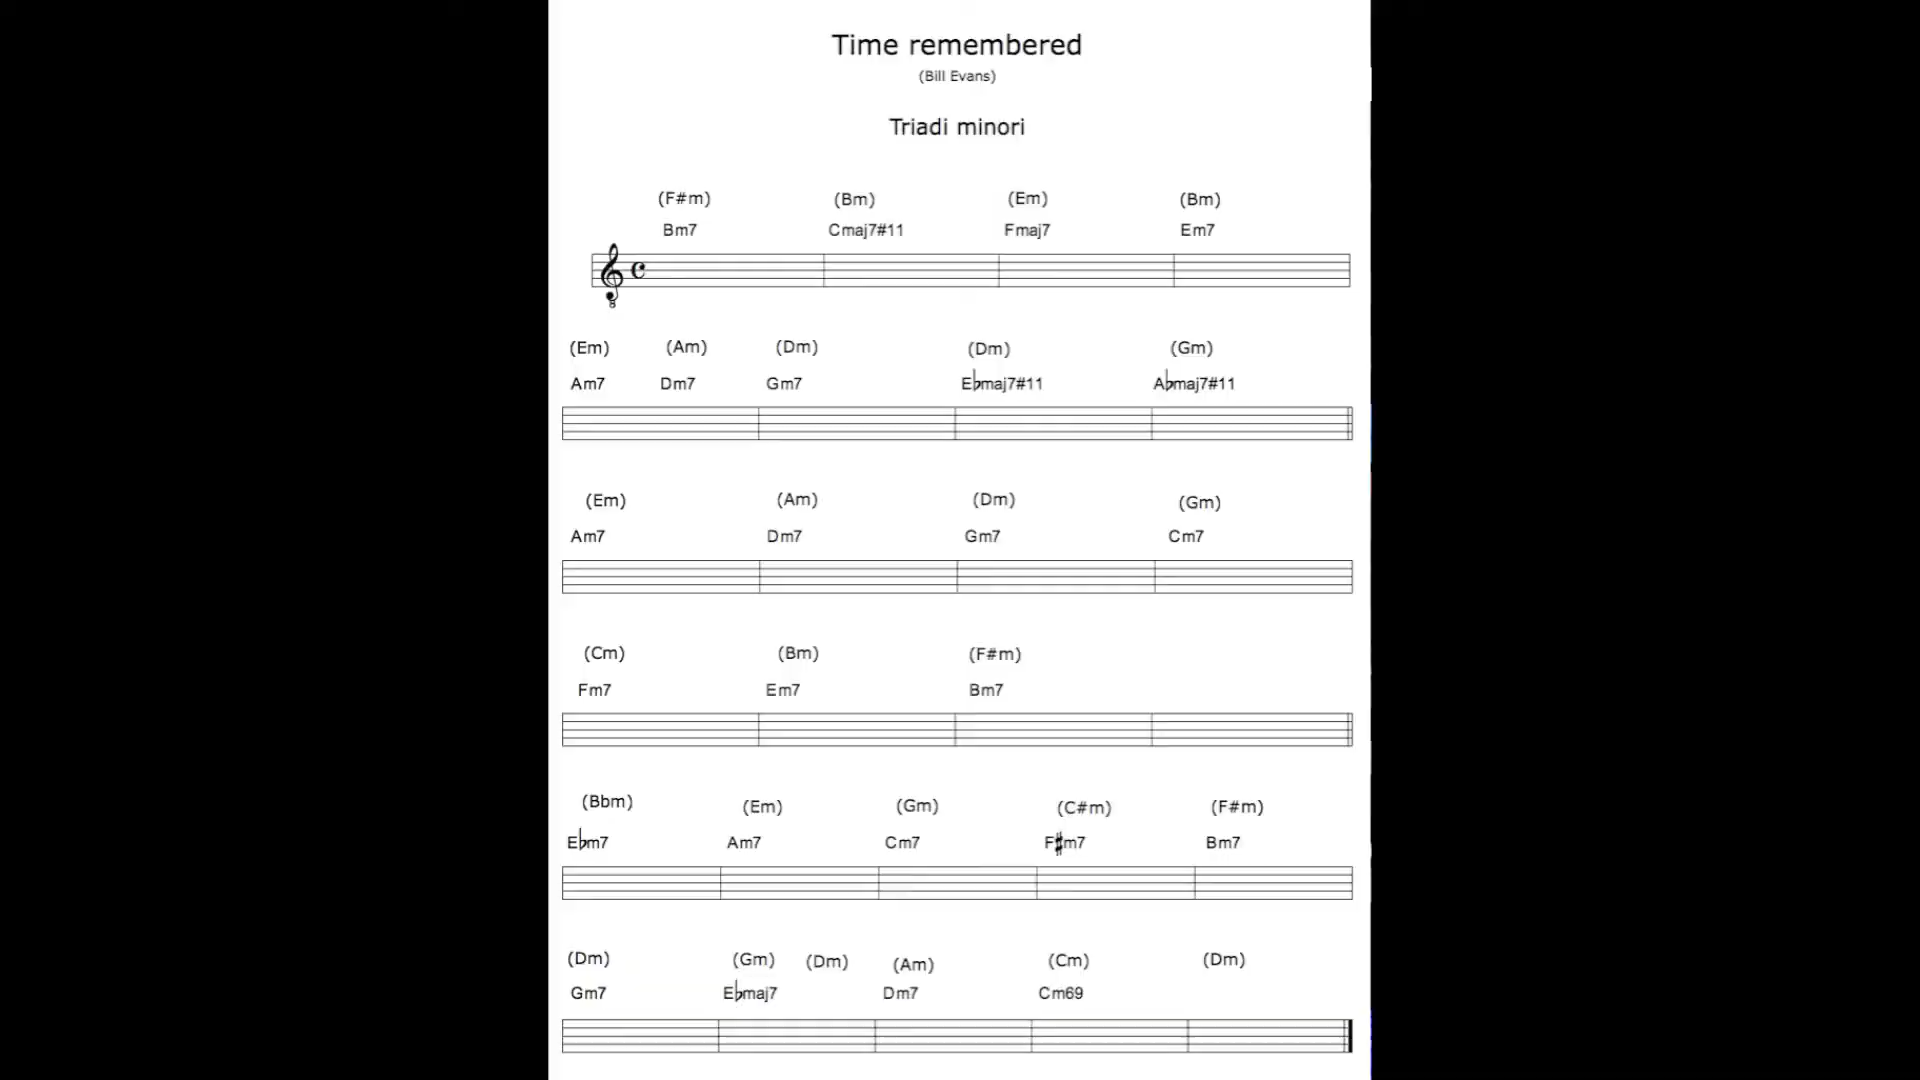 Time remembered
(Bill Evans)
Triadi minori
(F#m) (Bm) (Em) (Bm)
Bm7 Cmaj7#11 Fmaj7 Em7
8
(Em) (Am) (Dm) (Dm) (Gm)
Am7 Dm7 Gm7 E♭maj7#11 A♭maj7#11
(Em) (Am) (Dm) (Gm)
Am7 Dm7 Gm7 Cm7
(Cm) (Bm) (F#m)
Fm7 Em7 Bm7
(Bbm) (Em) (Gm) (C#m) (F#m)
E♭m7 Am7 Cm7 F♯m7 Bm7
(Dm) (Gm) (Dm) (Am) (Cm) (Dm)
Gm7 E♭maj7 Dm7 Cm69